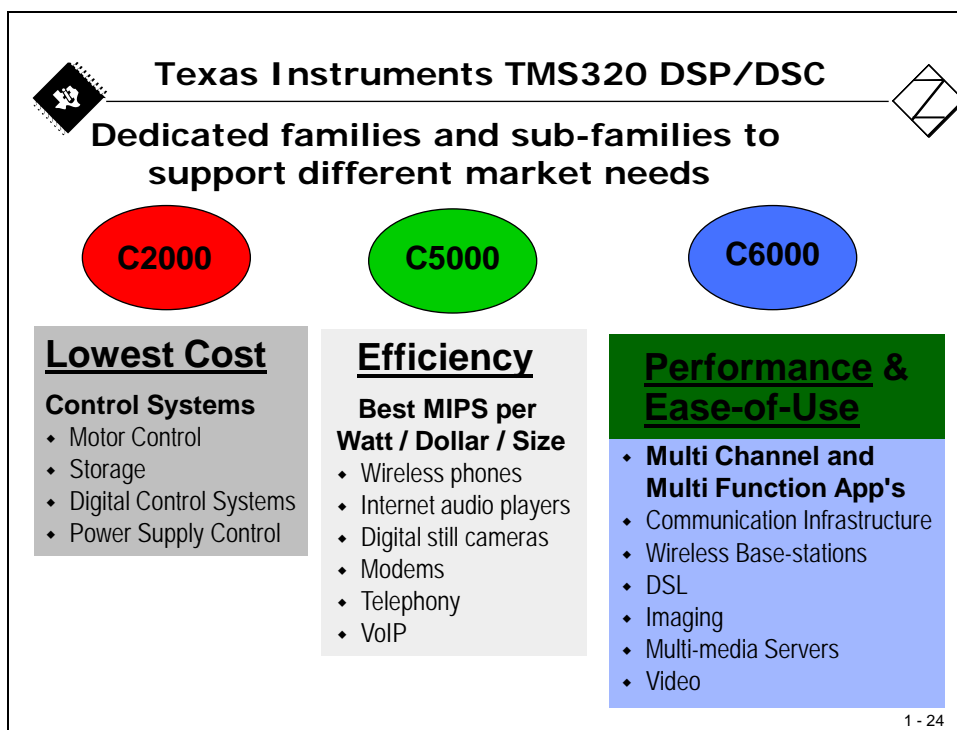 Texas Instruments TMS320 DSP/DSC
Dedicated families and sub-families to
support different market needs
C2000
C5000
C6000
Lowest Cost
Control Systems
Motor Control
Storage
Digital Control Systems
Power Supply Control
Efficiency
Best MIPS per
Watt / Dollar / Size
Wireless phones
Internet audio players
Digital still cameras
Modems
Telephony
VoIP
Performance &
Ease-of-Use
Multi Channel and
Multi Function App's
Communication Infrastructure
Wireless Base-stations
DSL
Imaging
Multi-media Servers
Video
1 - 24